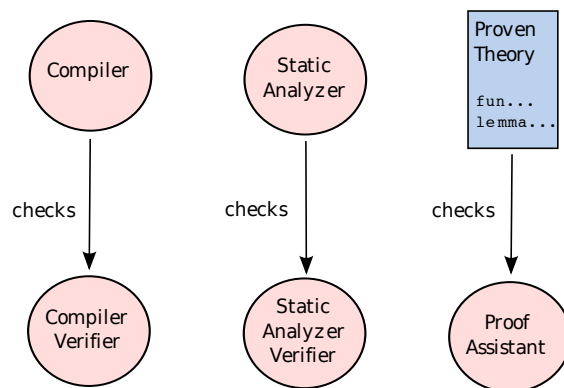 Compiler
Static
Analyzer
Proven
Theory
fun...
lemma...
checks
checks
checks
Compiler
Verifier
Static
Analyzer
Verifier
Proof
Assistant